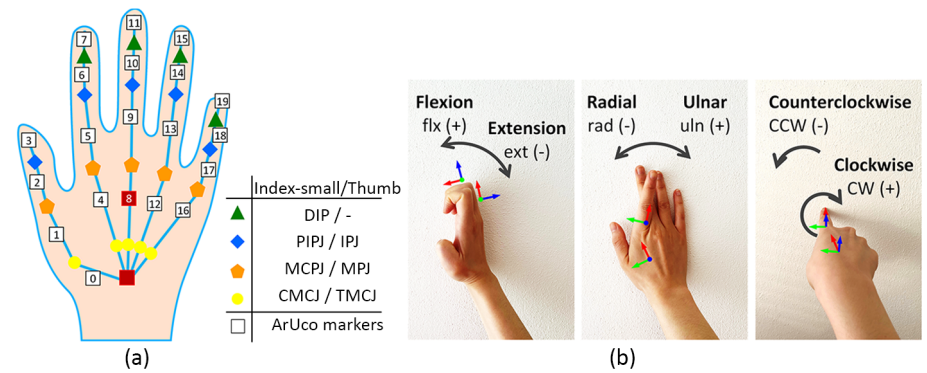 11
7
15
6
10
14
19
9
3
5
13
18
2
17
8
4
12
16
1
0
Index-small/Thumb
DIP / -
PIPJ / IPJ
MCPJ / MPJ
CMCJ / TMCJ
ArUco markers
(a)
Flexion
flx (+)
Extension
ext (-)
Radial
rad (-)
Ulnar
uln (+)
Counterclockwise
CCW (-)
Clockwise
CW (+)
(b)